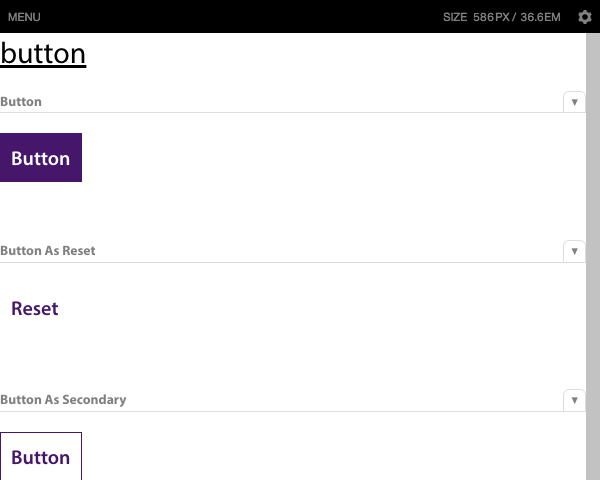 MENU SIZE 586PX / 36.6EM
button
Button ▼
Button
Button As Reset ▼
Reset
Button As Secondary ▼
Button